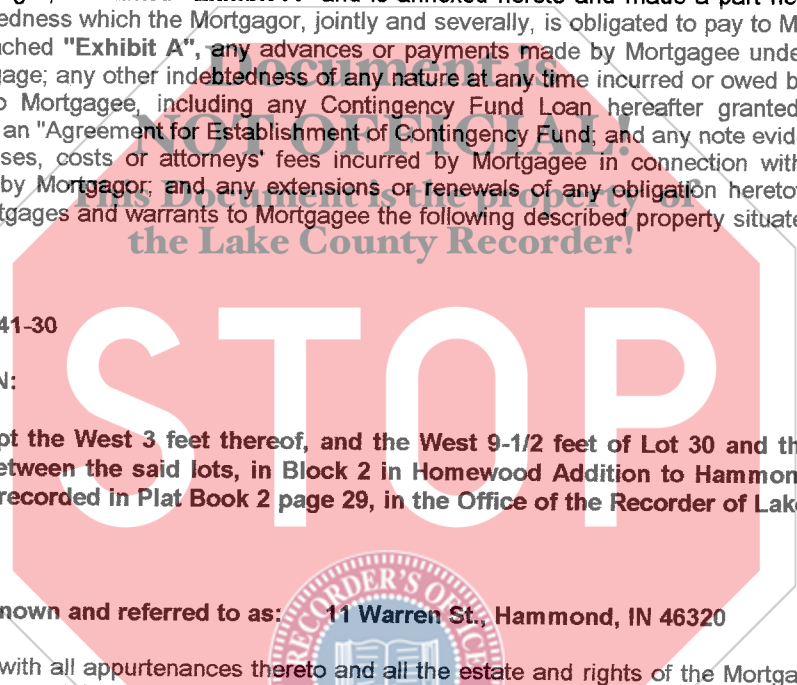 edness which the Mortgagor, jointly and severally, is obligated to pay to M
ched "Exhibit A", any advances or payments made by Mortgagee unde
gage; any other indebtedness of any nature at any time incurred or owed b
o Mortgagee, including any Contingency Fund Loan hereafter granted
an "Agreement for Establishment of Contingency Fund; and any note evid
ses, costs or attorneys' fees incurred by Mortgagee in connection with
by Mortgagor; and any extensions or renewals of any obligation hereto
tgages and warrants to Mortgagee the following described property situate
Document is
NOT OFFICIAL!
This Document is the property of
the Lake County Recorder!
41-30
STOP
N:
pt the West 3 feet thereof, and the West 9-1/2 feet of Lot 30 and th
etween the said lots, in Block 2 in Homewood Addition to Hammon
recorded in Plat Book 2 page 29, in the Office of the Recorder of Lake
nown and referred to as: 11 Warren St., Hammond, IN 46320
RECORDER'S OFFICE
with all appurtenances thereto and all the estate and rights of the Mortga